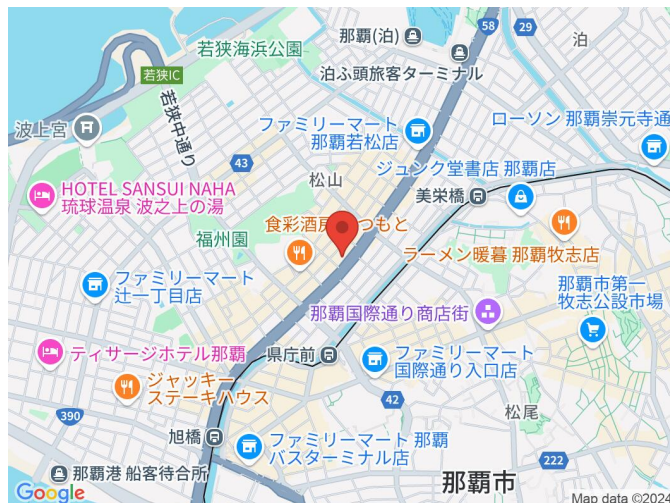 58
29
泊
若狭海浜公園
那覇(泊)
泊ふ頭旅客ターミナル
若狭IC
若狭中通り
波上宮
ファミリーマート
那覇若松店
ローソン 那覇崇元寺通
43
松山
ジュンク堂書店 那覇店
美栄橋
HOTEL SANSUI NAHA
琉球温泉 波之上の湯
福州園
食彩酒房
つもと
ラーメン暖暮 那覇牧志店
ファミリーマート
辻一丁目店
那覇国際通り商店街
那覇市第一
牧志公設市場
ティサージホテル那覇
県庁前
ファミリーマート
国際通り入口店
ジャッキー
ステーキハウス
42
松尾
390
旭橋
ファミリーマート 那覇
バスターミナル店
222
那覇港 船客待合所
那覇市
Google
Map data ©2024